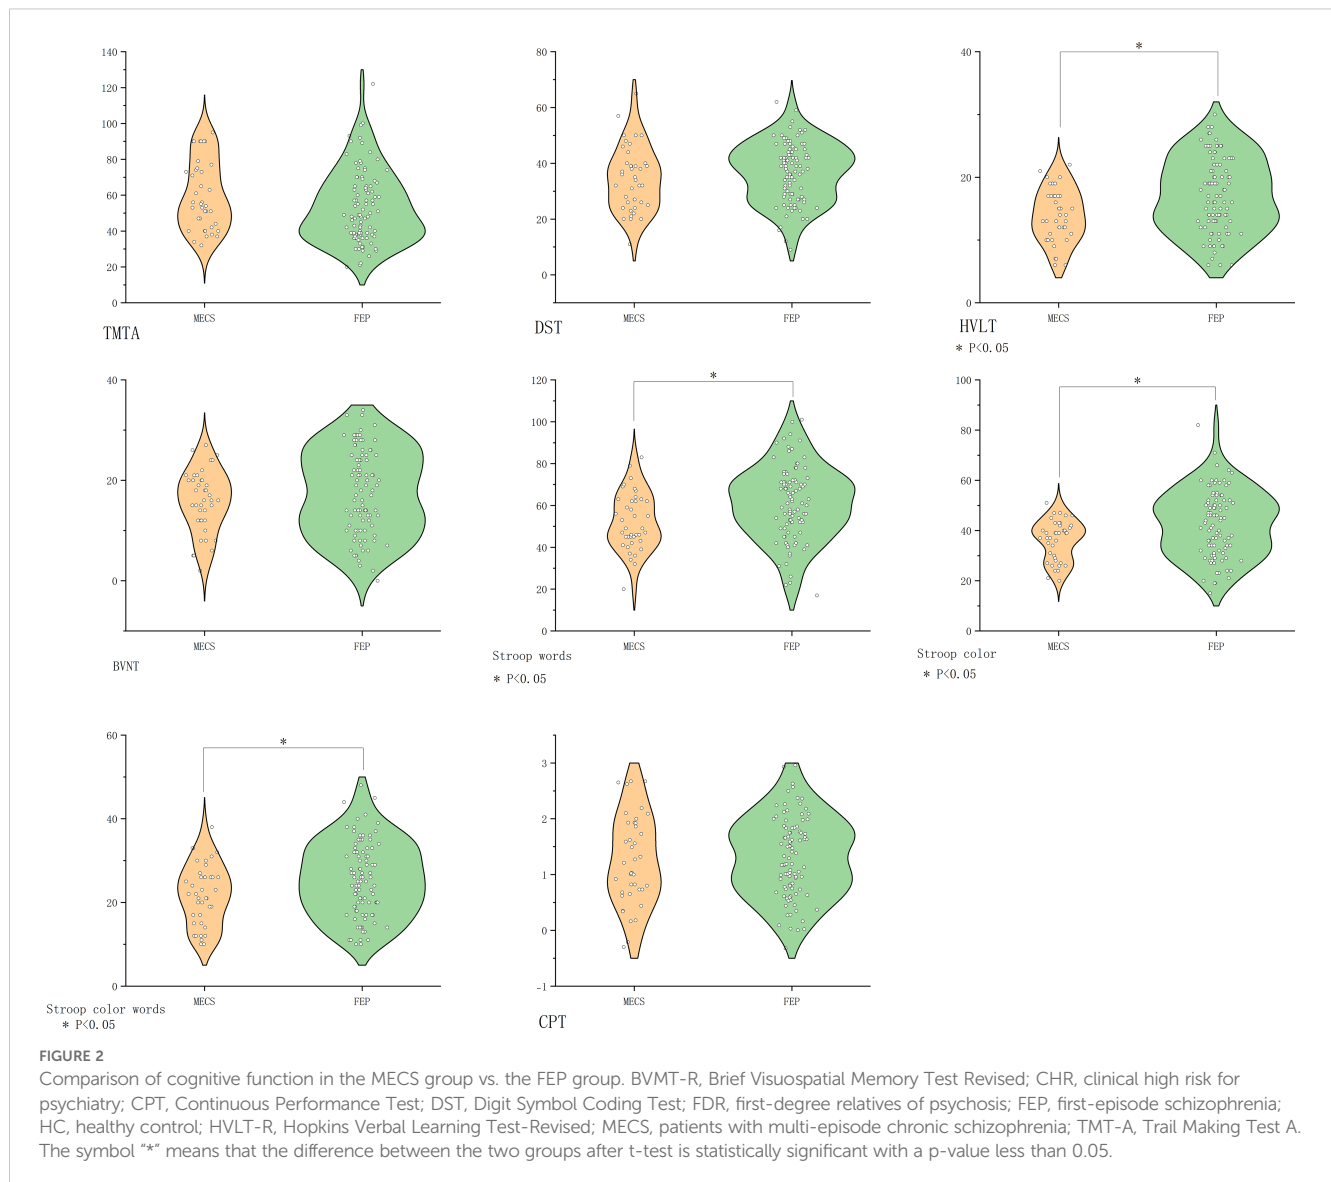 140
120
100
80
60
40
20
0
MECS
FEP
TMTA
80
60
40
20
0
MECS
FEP
DST
40
20
0
*
MECS
FEP
HVLT
* P<0.05
40
20
0
MECS
FEP
BVNT
120
100
80
60
40
20
0
*
MECS
FEP
Stroop words
* P<0.05
100
80
60
40
20
0
*
MECS
FEP
Stroop color
* P<0.05
60
40
20
0
*
MECS
FEP
Stroop color words
* P<0.05
3
2
1
0
-1
MECS
FEP
CPT
FIGURE 2
Comparison of cognitive function in the MECS group vs. the FEP group. BVMT-R, Brief Visuospatial Memory Test Revised; CHR, clinical high risk for
psychiatry; CPT, Continuous Performance Test; DST, Digit Symbol Coding Test; FDR, first-degree relatives of psychosis; FEP, first-episode schizophrenia;
HC, healthy control; HVLT-R, Hopkins Verbal Learning Test-Revised; MECS, patients with multi-episode chronic schizophrenia; TMT-A, Trail Making Test A.
The symbol "*" means that the difference between the two groups after t-test is statistically significant with a p-value less than 0.05.